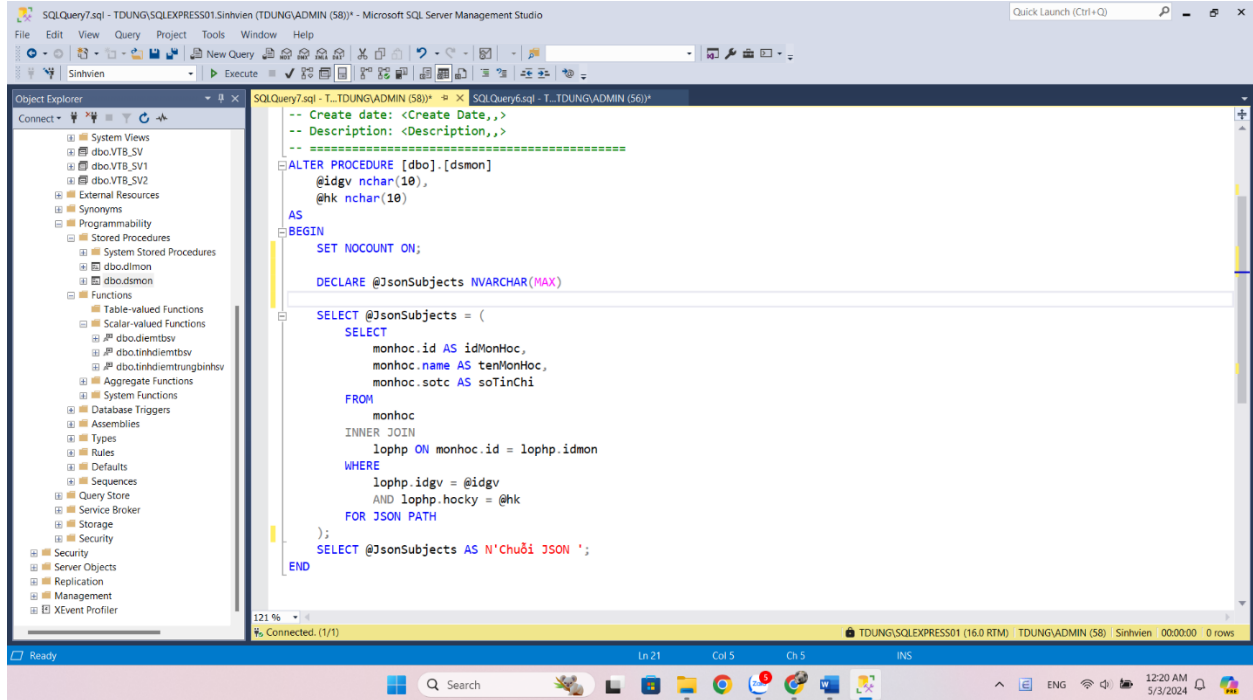 SQLQuery7.sql - TDUNG\SQLEXPRESS01.Sinhvien (TDUNG\ADMIN (58))* - Microsoft SQL Server Management Studio
Quick Launch (Ctrl+Q)
File Edit View Query Project Tools Window Help
New Query
Sinhvien
Execute
Object Explorer
Connect
System Views
dbo.VTB_SV
dbo.VTB_SV1
dbo.VTB_SV2
External Resources
Synonyms
Programmability
Stored Procedures
System Stored Procedures
dbo.dlmon
dbo.dsmon
Functions
Table-valued Functions
Scalar-valued Functions
dbo.diemtbsv
dbo.tinhdiemtbsv
dbo.tinhdiemtrungbinhsv
Aggregate Functions
System Functions
Database Triggers
Assemblies
Types
Rules
Defaults
Sequences
Query Store
Service Broker
Storage
Security
Security
Server Objects
Replication
Management
XEvent Profiler
SQLQuery7.sql - T...TDUNG\ADMIN (58))* SQLQuery6.sql - T...TDUNG\ADMIN (56))*
-- Create date: <Create Date,,>
-- Description: <Description,,>
-- =============================================
ALTER PROCEDURE [dbo].[dsmon]
@idgv nchar(10),
@hk nchar(10)
AS
BEGIN
SET NOCOUNT ON;
DECLARE @JsonSubjects NVARCHAR(MAX)
SELECT @JsonSubjects = (
SELECT
monhoc.id AS idMonHoc,
monhoc.name AS tenMonHoc,
monhoc.sotc AS soTinChi
FROM
monhoc
INNER JOIN
lophp ON monhoc.id = lophp.idmon
WHERE
lophp.idgv = @idgv
AND lophp.hocky = @hk
FOR JSON PATH
);
SELECT @JsonSubjects AS N'Chuỗi JSON ';
END
121 %
Connected. (1/1)
TDUNG\SQLEXPRESS01 (16.0 RTM) TDUNG\ADMIN (58) Sinhvien 00:00:00 0 rows
Ready
Ln 21 Col 5 Ch 5 INS
Search
5
ENG
12:20 AM
5/3/2024